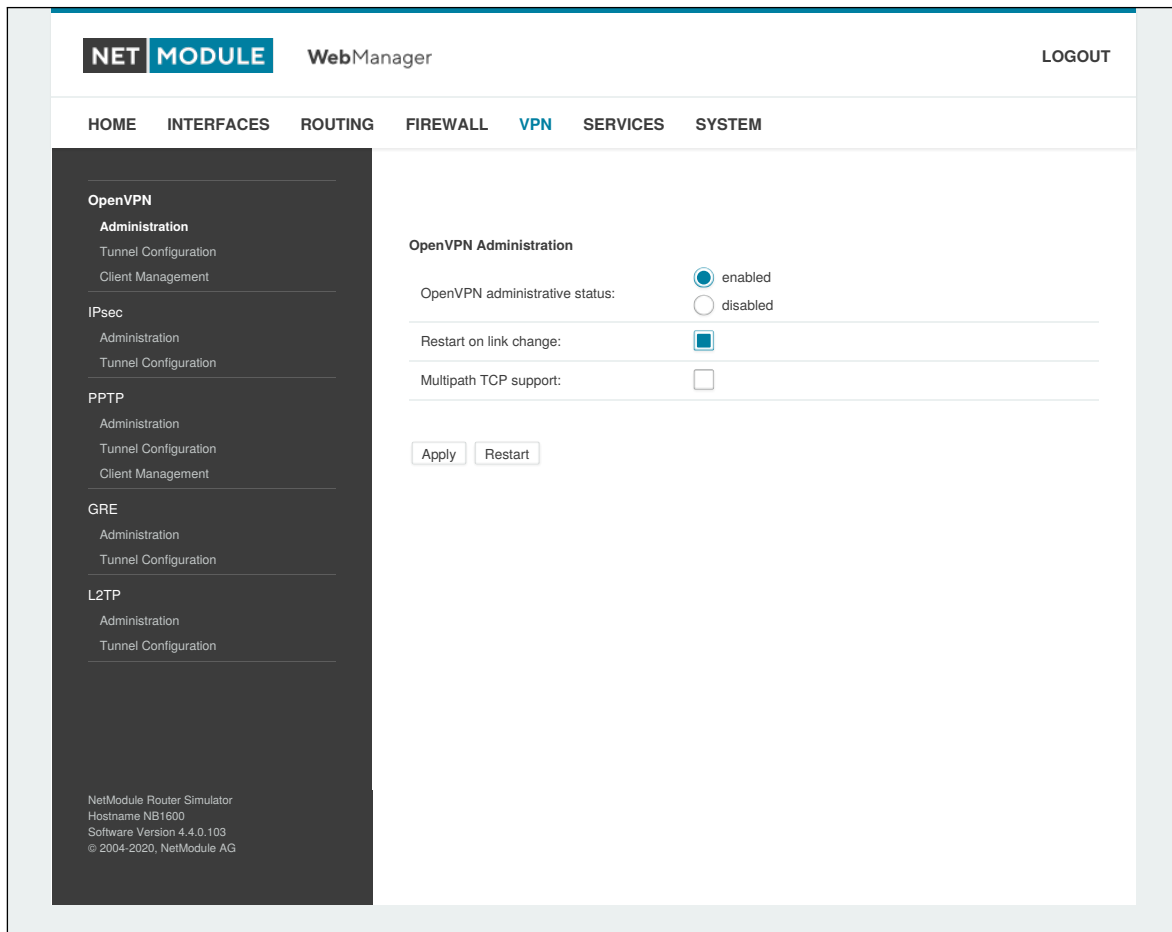 NET MODULE WebManager LOGOUT
HOME INTERFACES ROUTING FIREWALL VPN SERVICES SYSTEM
OpenVPN
Administration
Tunnel Configuration
Client Management
IPsec
Administration
Tunnel Configuration
PPTP
Administration
Tunnel Configuration
Client Management
GRE
Administration
Tunnel Configuration
L2TP
Administration
Tunnel Configuration
NetModule Router Simulator
Hostname NB1600
Software Version 4.4.0.103
© 2004-2020, NetModule AG
OpenVPN Administration
OpenVPN administrative status:
enabled
disabled
Restart on link change:
Multipath TCP support:
Apply Restart